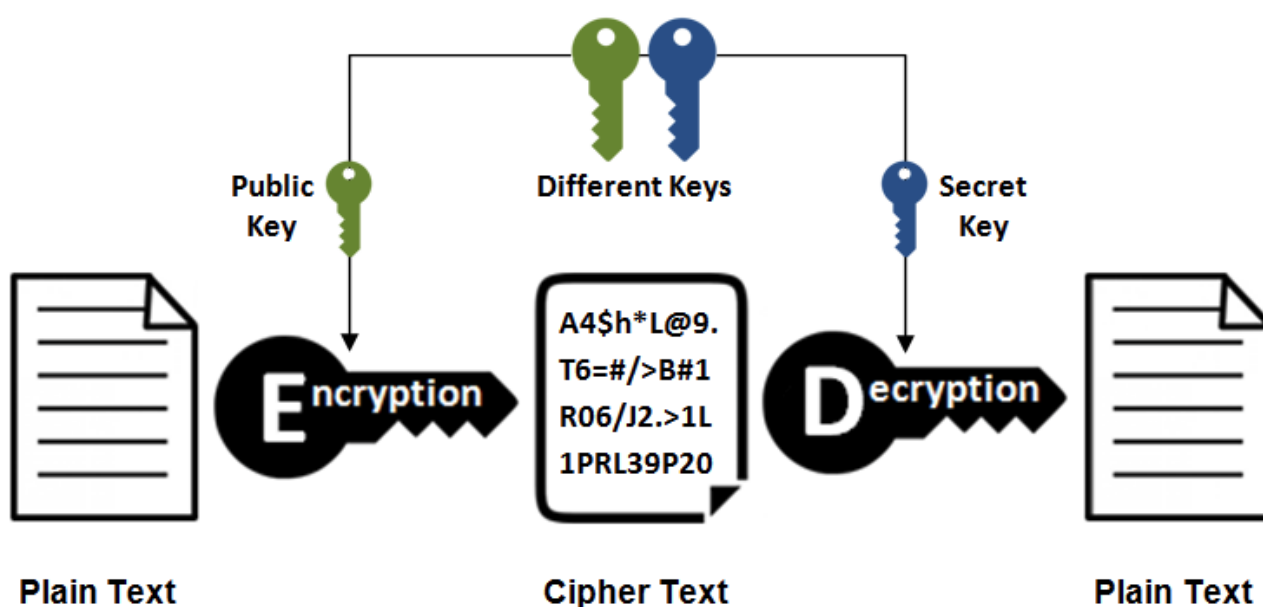 Public
Key
Different Keys
Secret
Key
Encryption
A4$h*L@9.
T6=#/>B#1
R06/J2.>1L
1PRL39P20
Decryption
Plain Text
Cipher Text
Plain Text